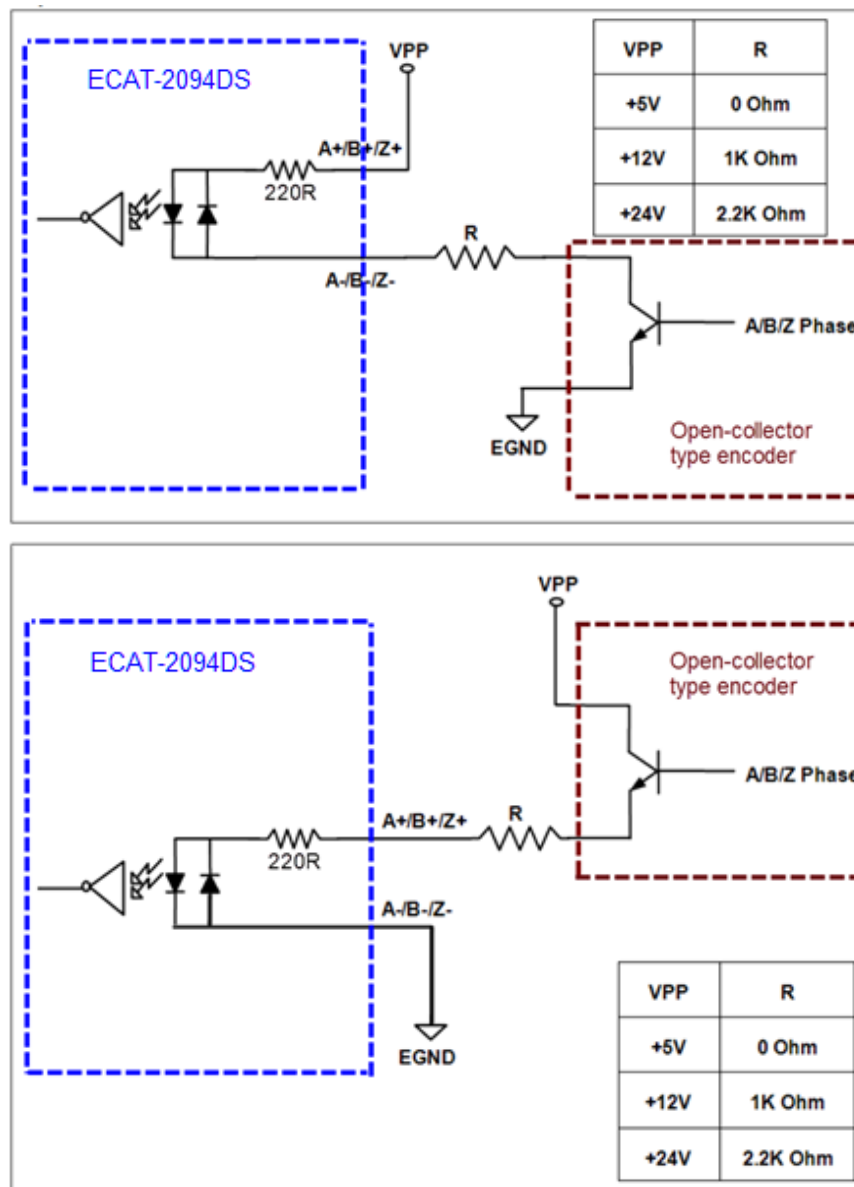 VPP
R
ECAT-2094DS
VPP
+5V
0 Ohm
+12V
1K Ohm
A+/B+/Z+
220R
+24V
2.2K Ohm
R
A-/B-/Z-
A/B/Z Phase
EGND
Open-collector
type encoder
VPP
ECAT-2094DS
Open-collector
type encoder
A/B/Z Phase
A+/B+/Z+
R
220R
A-/B-/Z-
EGND
VPP
R
+5V
0 Ohm
+12V
1K Ohm
+24V
2.2K Ohm